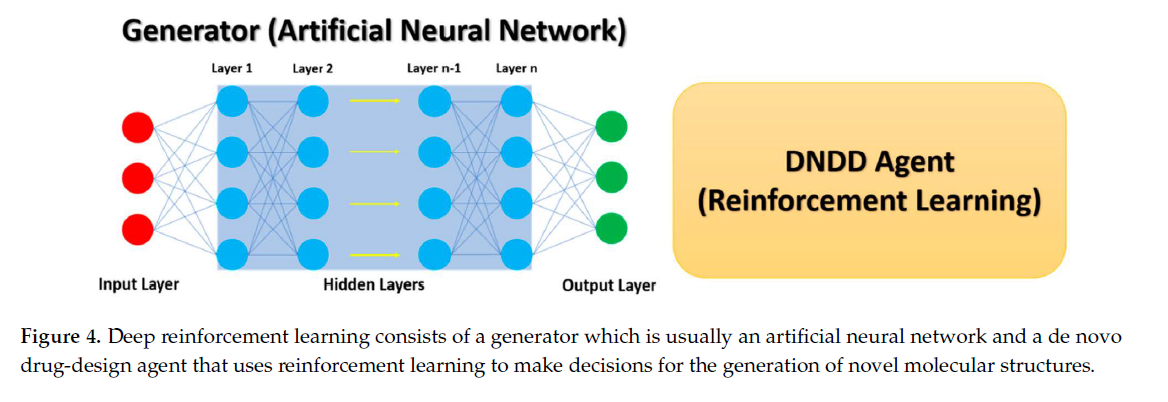 Generator (Artificial Neural Network)
Layer 1 Layer 2 Layer n-1 Layer n
DNDD Agent
(Reinforcement Learning)
Input Layer Hidden Layers Output Layer
Figure 4. Deep reinforcement learning consists of a generator which is usually an artificial neural network and a de novo
drug-design agent that uses reinforcement learning to make decisions for the generation of novel molecular structures.